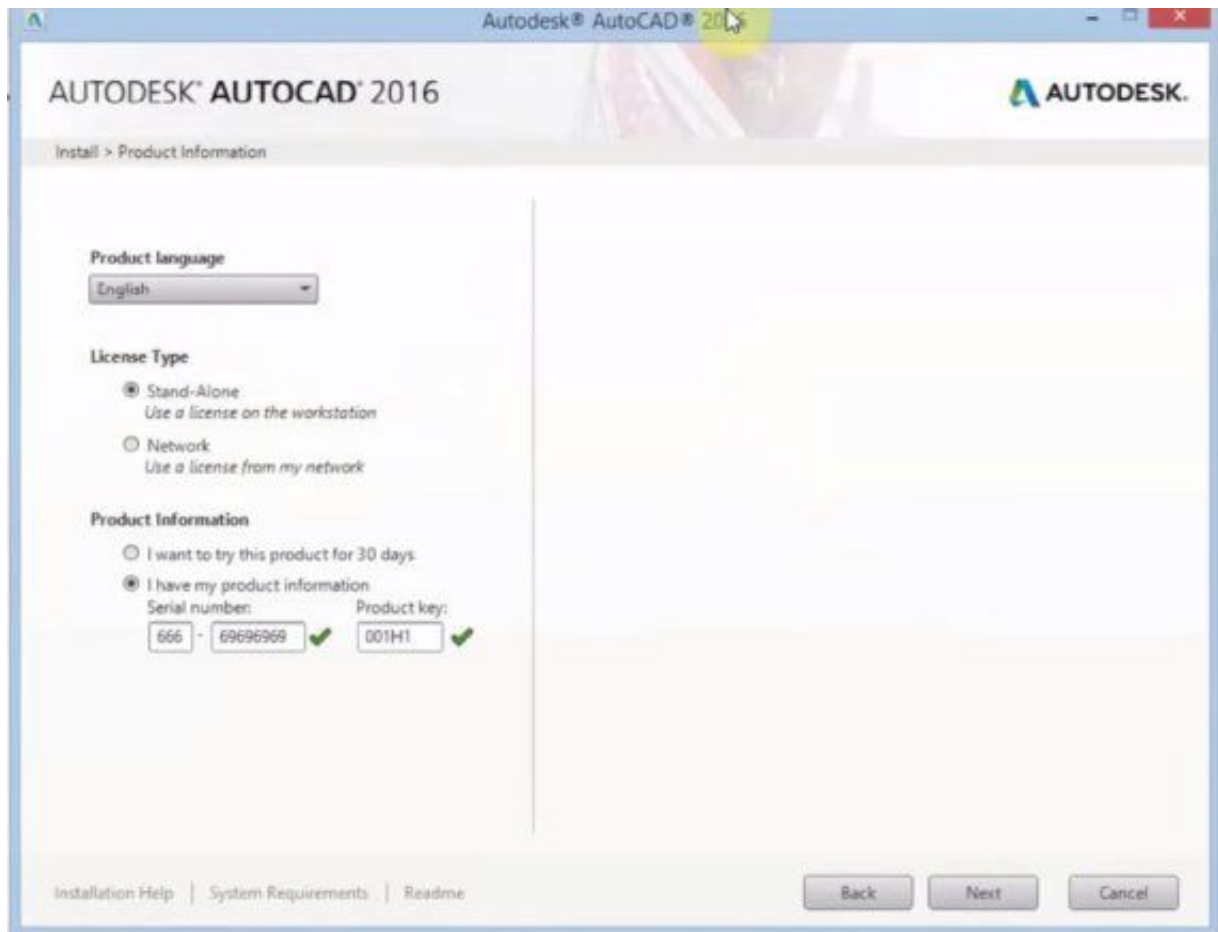 Autodesk® AutoCAD® 2016
AUTODESK® AUTOCAD® 2016
AUTODESK.
Install > Product Information
Product language
English
License Type
Stand-Alone
Use a license on the workstation
Network
Use a license from my network
Product Information
I want to try this product for 30 days
I have my product information
Serial number: Product key:
666 - 69696969 001H1
Installation Help | System Requirements | Readme
Back Next Cancel